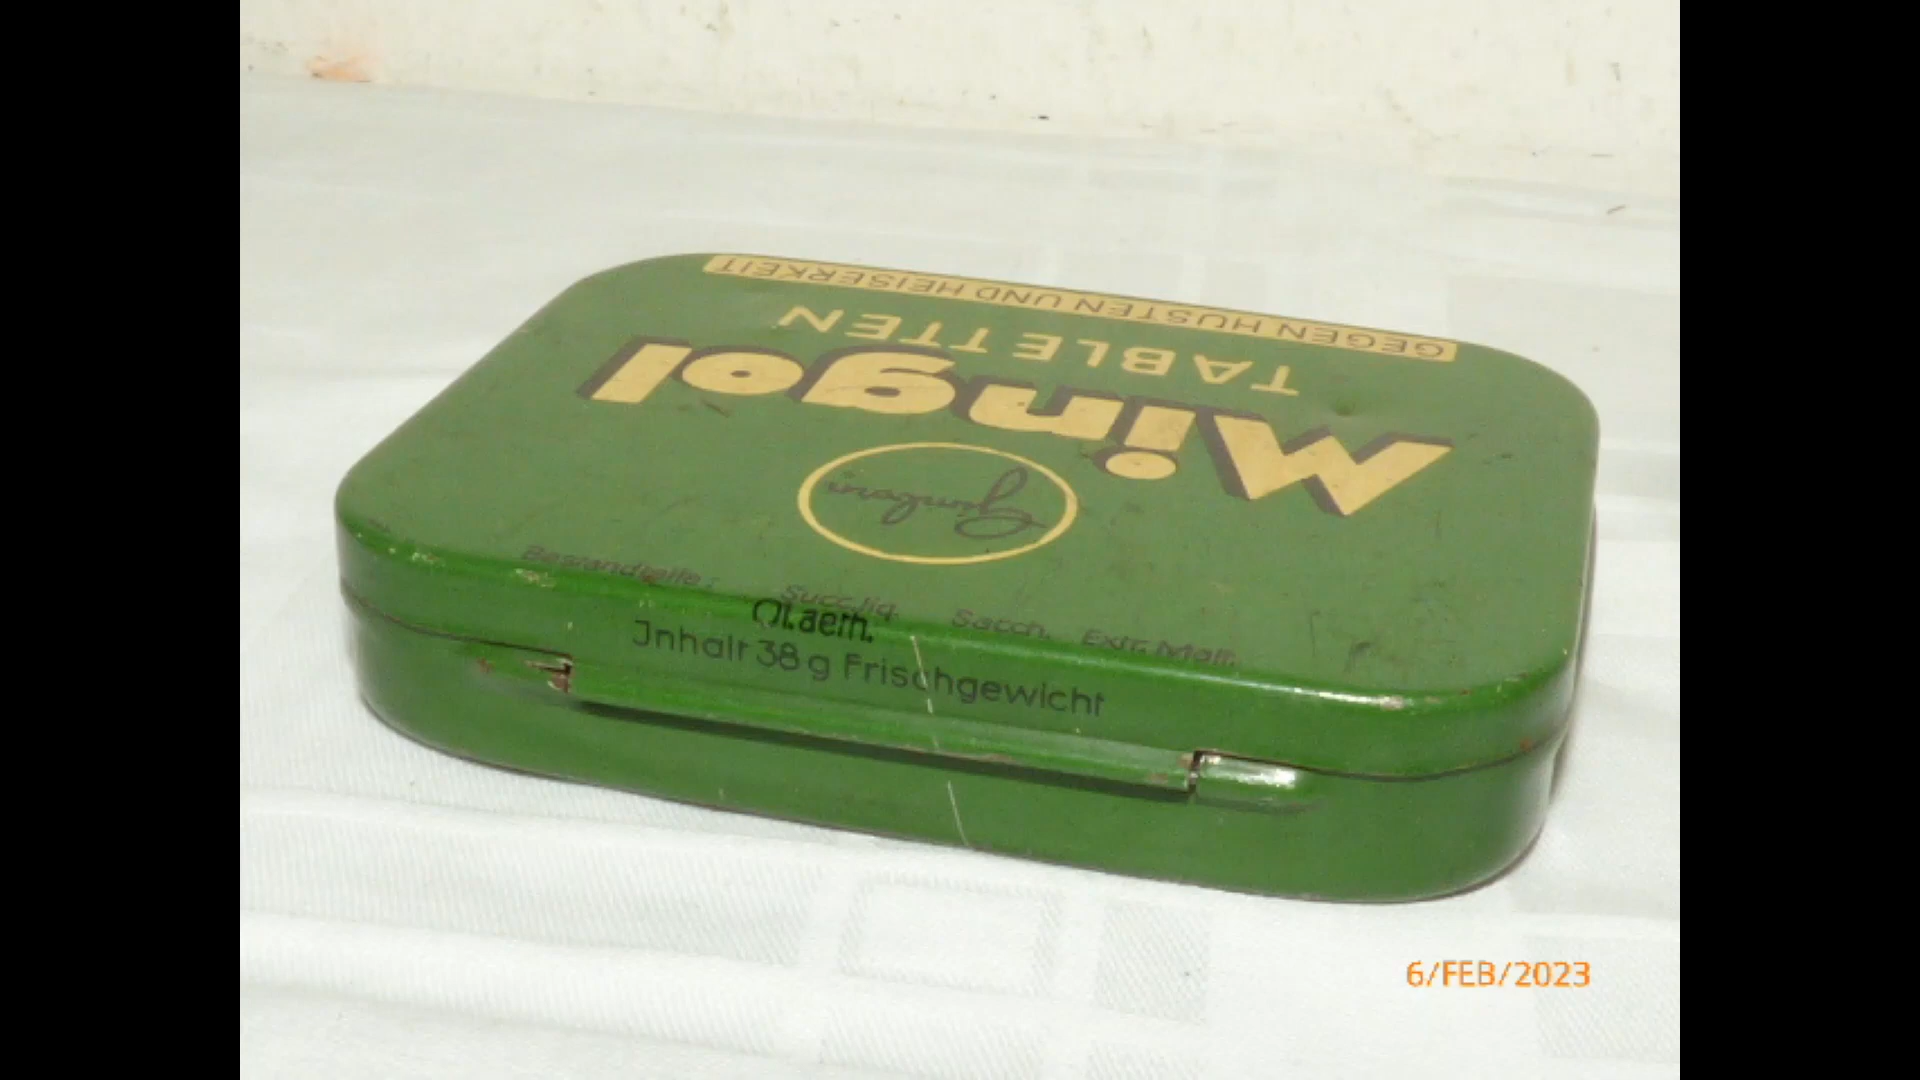 Gimborn
Mingol
TABLETTEN
GEGEN HUSTEN UND HEISERKEIT
Bestandteile: Succ. liq. Sacch. Extr. Malt.
Ol. aeth.
Jnhalt 38 g Frischgewicht
6/FEB/2023